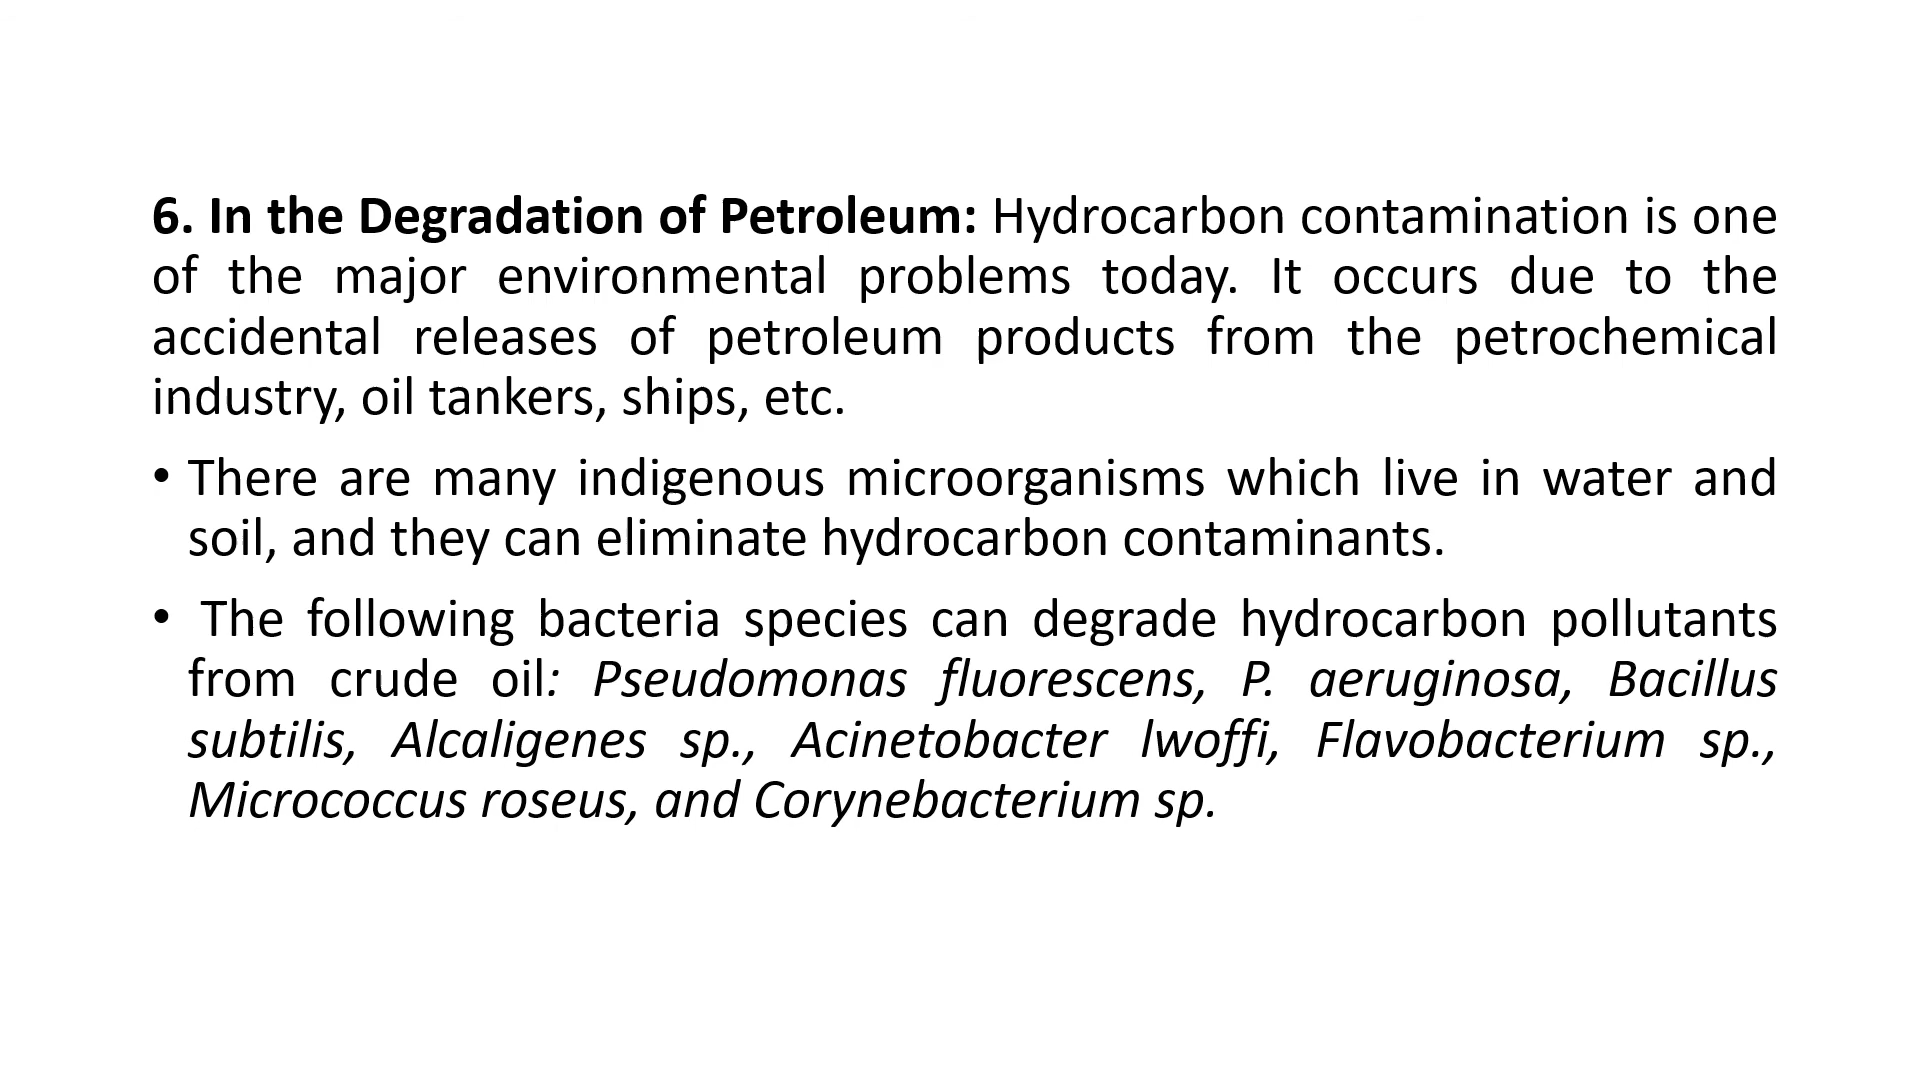 6. In the Degradation of Petroleum: Hydrocarbon contamination is one
of the major environmental problems today. It occurs due to the
accidental releases of petroleum products from the petrochemical
industry, oil tankers, ships, etc.
• There are many indigenous microorganisms which live in water and
soil, and they can eliminate hydrocarbon contaminants.
• The following bacteria species can degrade hydrocarbon pollutants
from crude oil: Pseudomonas fluorescens, P. aeruginosa, Bacillus
subtilis, Alcaligenes sp., Acinetobacter lwoffi, Flavobacterium sp.,
Micrococcus roseus, and Corynebacterium sp.